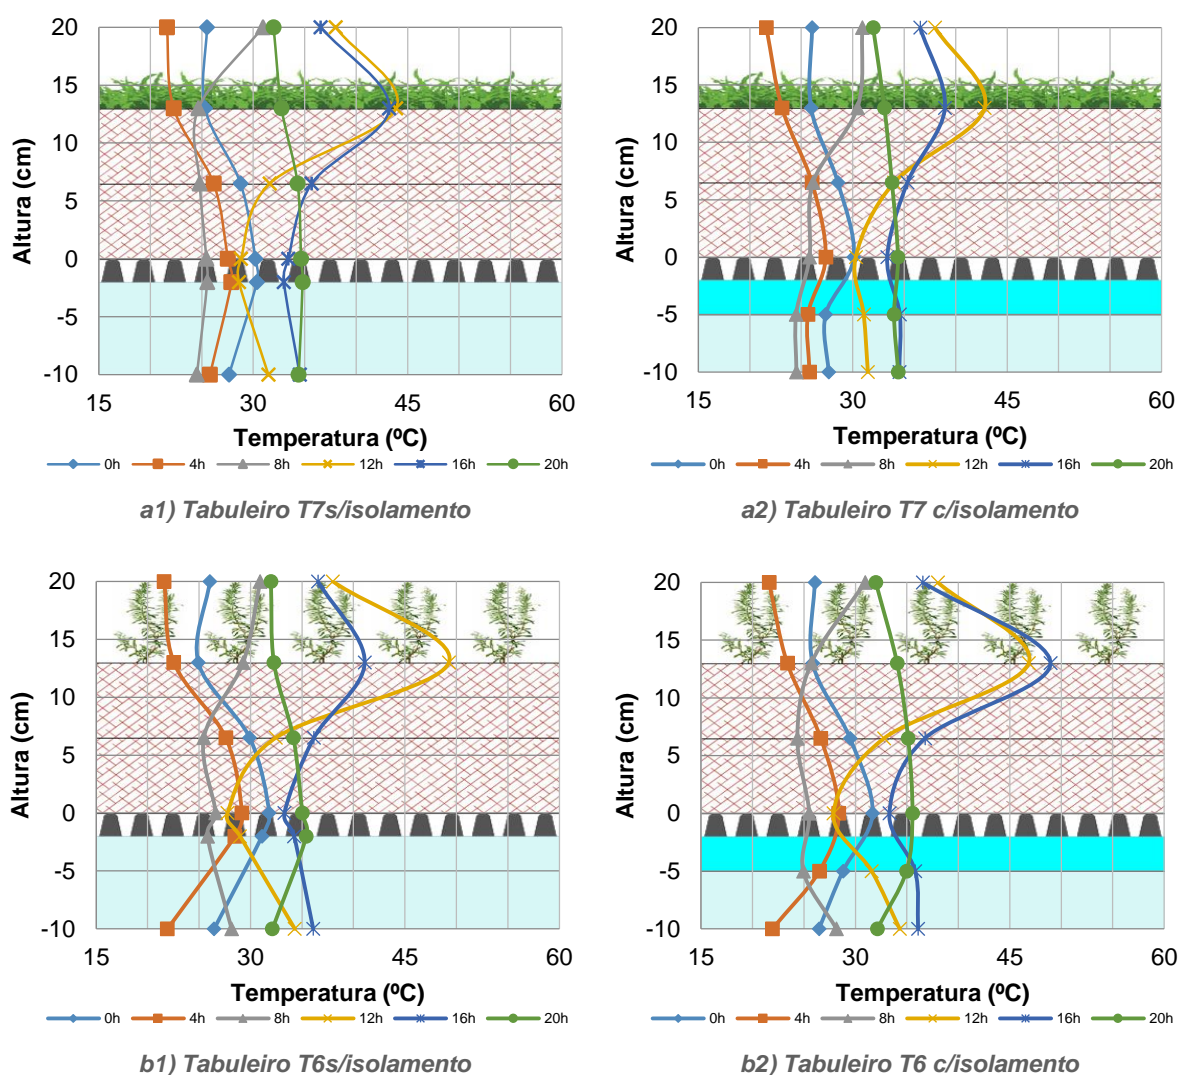 20
15
10
5
0
-5
-10
Altura (cm)
15 30 45 60
Temperatura (ºC)
0h 4h 8h 12h 16h 20h
a1) Tabuleiro T7s/isolamento
20
15
10
5
0
-5
-10
Altura (cm)
15 30 45 60
Temperatura (ºC)
0h 4h 8h 12h 16h 20h
a2) Tabuleiro T7 c/isolamento
20
15
10
5
0
-5
-10
Altura (cm)
15 30 45 60
Temperatura (ºC)
0h 4h 8h 12h 16h 20h
b1) Tabuleiro T6s/isolamento
20
15
10
5
0
-5
-10
Altura (cm)
15 30 45 60
Temperatura (ºC)
0h 4h 8h 12h 16h 20h
b2) Tabuleiro T6 c/isolamento